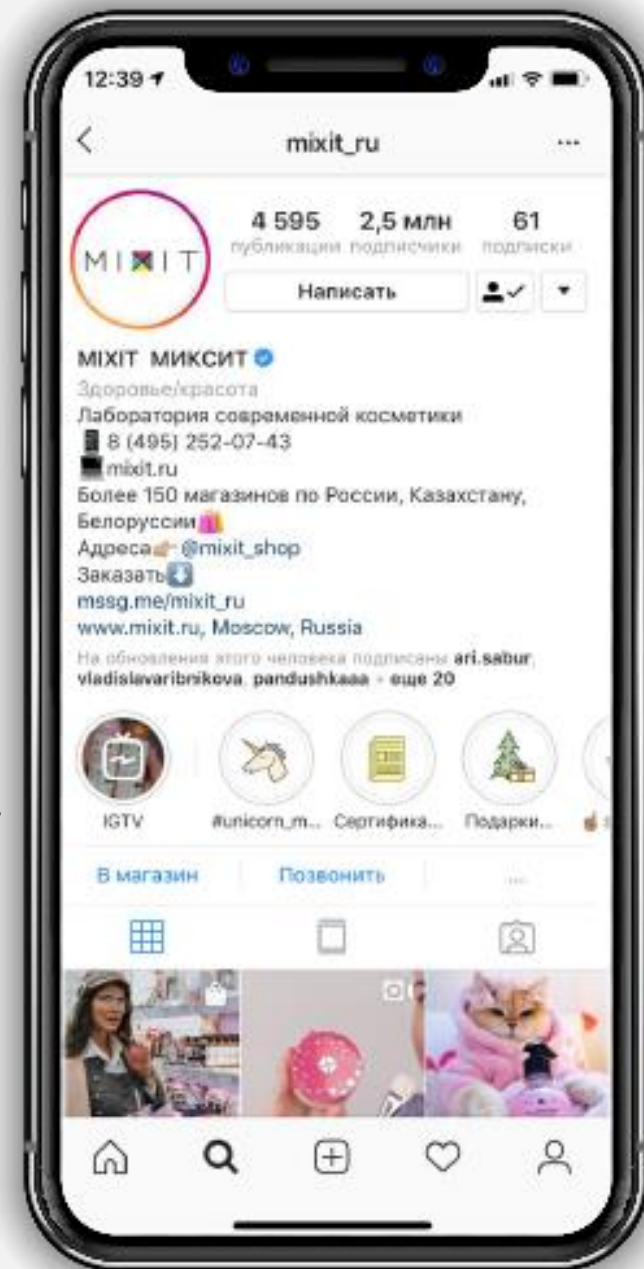 12:39
mixit_ru
MIXIT
4 595 2,5 млн 61
публикации подписчики подписки
Написать
MIXIT МИКСИТ
Здоровье/красота
Лаборатория современной косметики
8 (495) 252-07-43
mixit.ru
Более 150 магазинов по России, Казахстану,
Белоруссии
Адреса @mixit_shop
Заказать
mssg.me/mixit_ru
www.mixit.ru, Moscow, Russia
На обновления этого человека подписаны ari.sabur,
vladislavaribnikova, pandushkaaa + еще 20
IGTV #unicorn_m... Сертифика... Подарки...
В магазин Позвонить ...